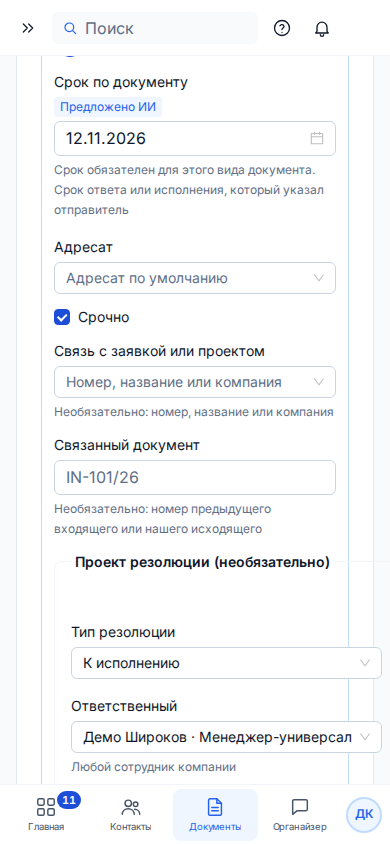 Поиск
Срок по документу
Предложено ИИ
12.11.2026
Срок обязателен для этого вида документа.
Срок ответа или исполнения, который указал
отправитель
Адресат
Адресат по умолчанию
Срочно
Связь с заявкой или проектом
Номер, название или компания
Необязательно: номер, название или компания
Связанный документ
IN-101/26
Необязательно: номер предыдущего
входящего или нашего исходящего
Проект резолюции (необязательно)
Тип резолюции
К исполнению
Ответственный
Демо Широков · Менеджер-универсал
Любой сотрудник компании
11
Главная
Контакты
Документы
Органайзер
ДК